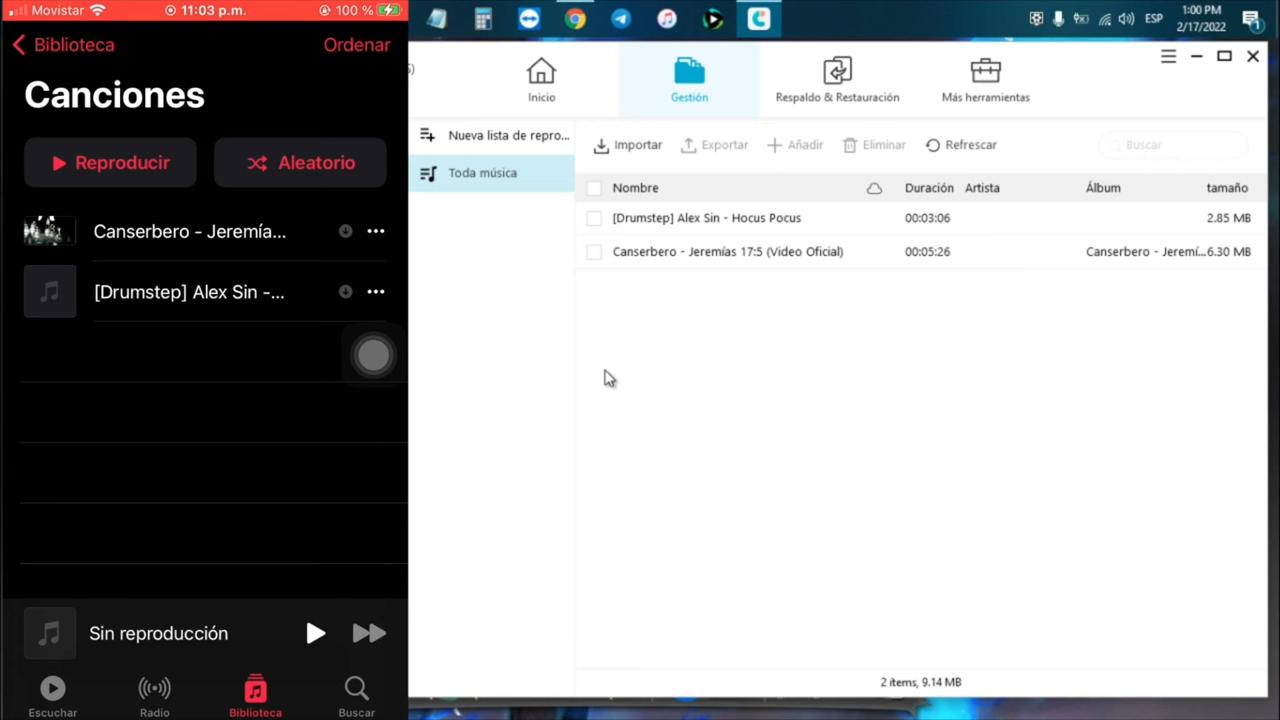 Movistar 11:03 p.m. 100 %
Biblioteca Ordenar
Canciones
Reproducir Aleatorio
Canserbero - Jeremía...
[Drumstep] Alex Sin -...
Sin reproducción
Escuchar Radio Biblioteca Buscar
ESP 1:00 PM
2/17/2022
1
Inicio Gestión Respaldo & Restauración Más herramientas
Nueva lista de repro...
Toda música
Importar Exportar Añadir Eliminar Refrescar Buscar
Nombre Duración Artista Álbum tamaño
[Drumstep] Alex Sin - Hocus Pocus 00:03:06 2.85 MB
Canserbero - Jeremías 17:5 (Video Oficial) 00:05:26 Canserbero - Jeremí...6.30 MB
2 items, 9.14 MB